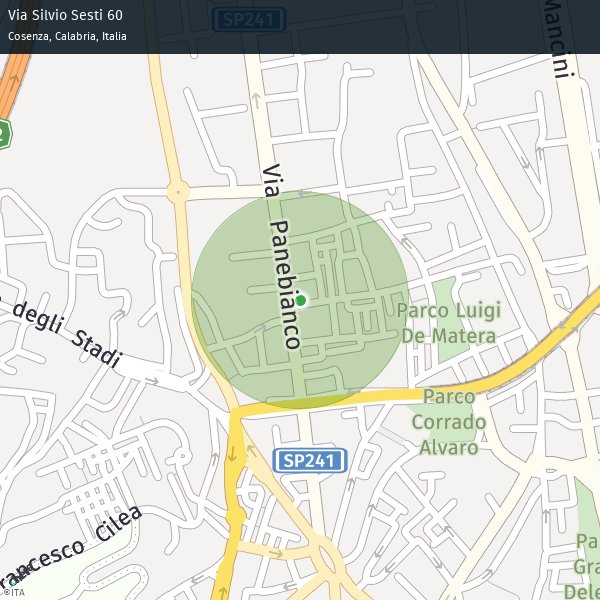 Via Silvio Sesti 60
Cosenza, Calabria, Italia
SP241
Mancini
2
Via Panebianco
degli Stadi
Parco Luigi
De Matera
Parco
Corrado
Alvaro
SP241
Francesco Cilea
Gra
Dele
©ITA